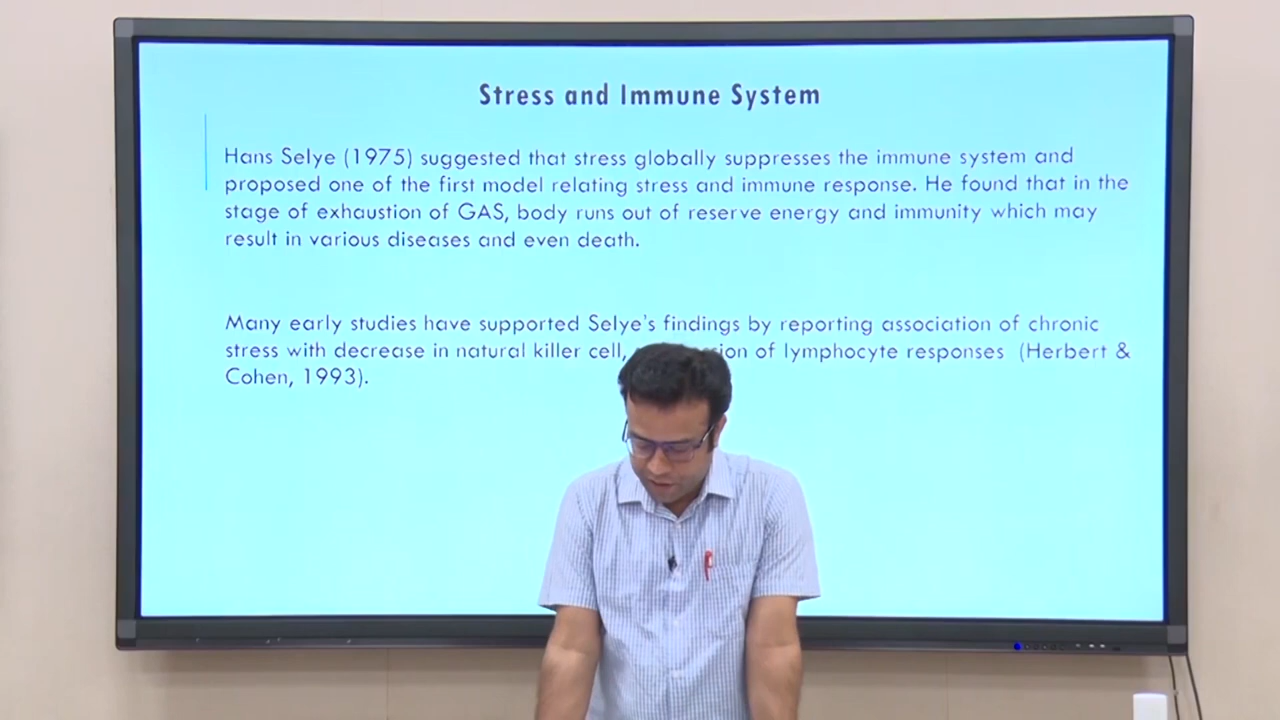 Stress and Immune System
Hans Selye (1975) suggested that stress globally suppresses the immune system and
proposed one of the first model relating stress and immune response. He found that in the
stage of exhaustion of GAS, body runs out of reserve energy and immunity which may
result in various diseases and even death.
Many early studies have supported Selye's findings by reporting association of chronic
stress with decrease in natural killer cell, of lymphocyte responses (Herbert &
Cohen, 1993).